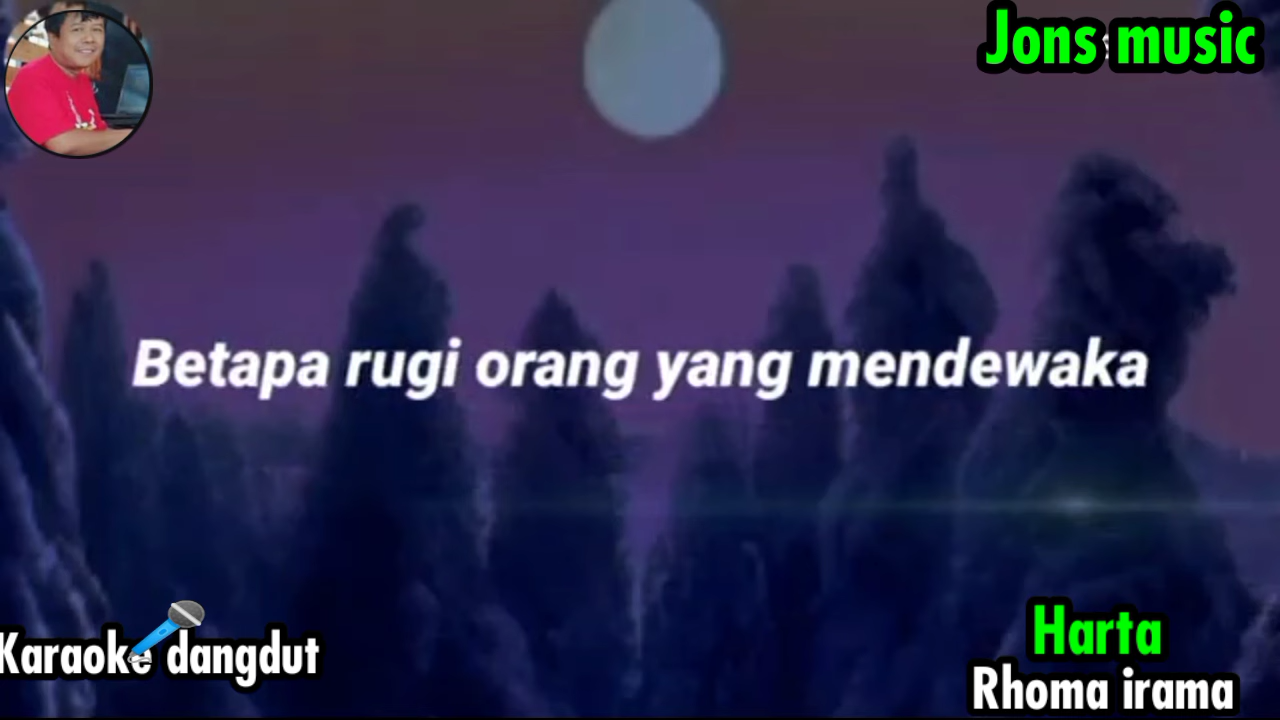 Jons music
Betapa rugi orang yang mendewaka
Karaoke dangdut
Harta
Rhoma irama